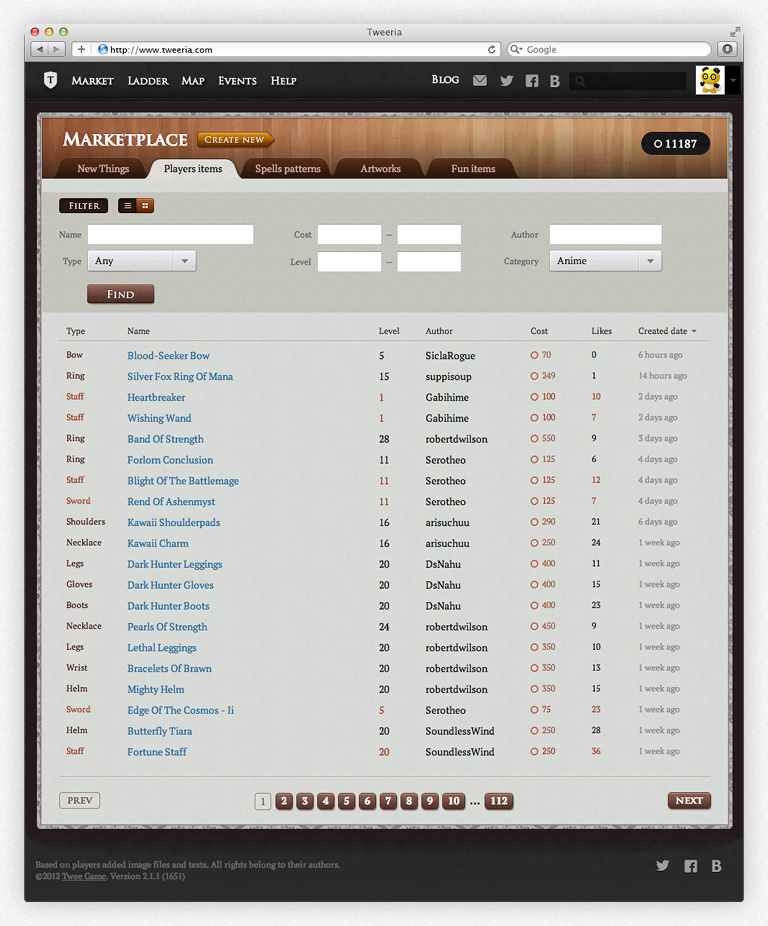 Tweeria
http://www.tweeria.com
Google
T Market Ladder Map Events Help Blog B
Marketplace Create new 11187
New Things Players items Spells patterns Artworks Fun items
Filter
Name Cost – Author
Type Any Level – Category Anime
Find
Type Name Level Author Cost Likes Created date
Bow Blood-Seeker Bow 5 SiclaRogue 70 0 6 hours ago
Ring Silver Fox Ring Of Mana 15 suppisoup 249 1 14 hours ago
Staff Heartbreaker 1 Gabihime 100 10 2 days ago
Staff Wishing Wand 1 Gabihime 100 7 2 days ago
Ring Band Of Strength 28 robertdwilson 550 9 3 days ago
Ring Forlorn Conclusion 11 Serotheo 125 6 4 days ago
Staff Blight Of The Battlemage 11 Serotheo 125 12 4 days ago
Sword Rend Of Ashenmyst 11 Serotheo 125 7 4 days ago
Shoulders Kawaii Shoulderpads 16 arisuchuu 290 21 6 days ago
Necklace Kawaii Charm 16 arisuchuu 250 24 1 week ago
Legs Dark Hunter Leggings 20 DsNahu 400 11 1 week ago
Gloves Dark Hunter Gloves 20 DsNahu 400 15 1 week ago
Boots Dark Hunter Boots 20 DsNahu 400 23 1 week ago
Necklace Pearls Of Strength 24 robertdwilson 450 9 1 week ago
Legs Lethal Leggings 20 robertdwilson 350 10 1 week ago
Wrist Bracelets Of Brawn 20 robertdwilson 350 13 1 week ago
Helm Mighty Helm 20 robertdwilson 350 15 1 week ago
Sword Edge Of The Cosmos - Ii 5 Serotheo 75 23 1 week ago
Helm Butterfly Tiara 20 SoundlessWind 250 28 1 week ago
Staff Fortune Staff 20 SoundlessWind 250 36 1 week ago
PREV 1 2 3 4 5 6 7 8 9 10 ... 112 NEXT
Based on players added image files and texts. All rights belong to their authors.
©2012 Twee Game. Version 2.1.1 (1651)
B